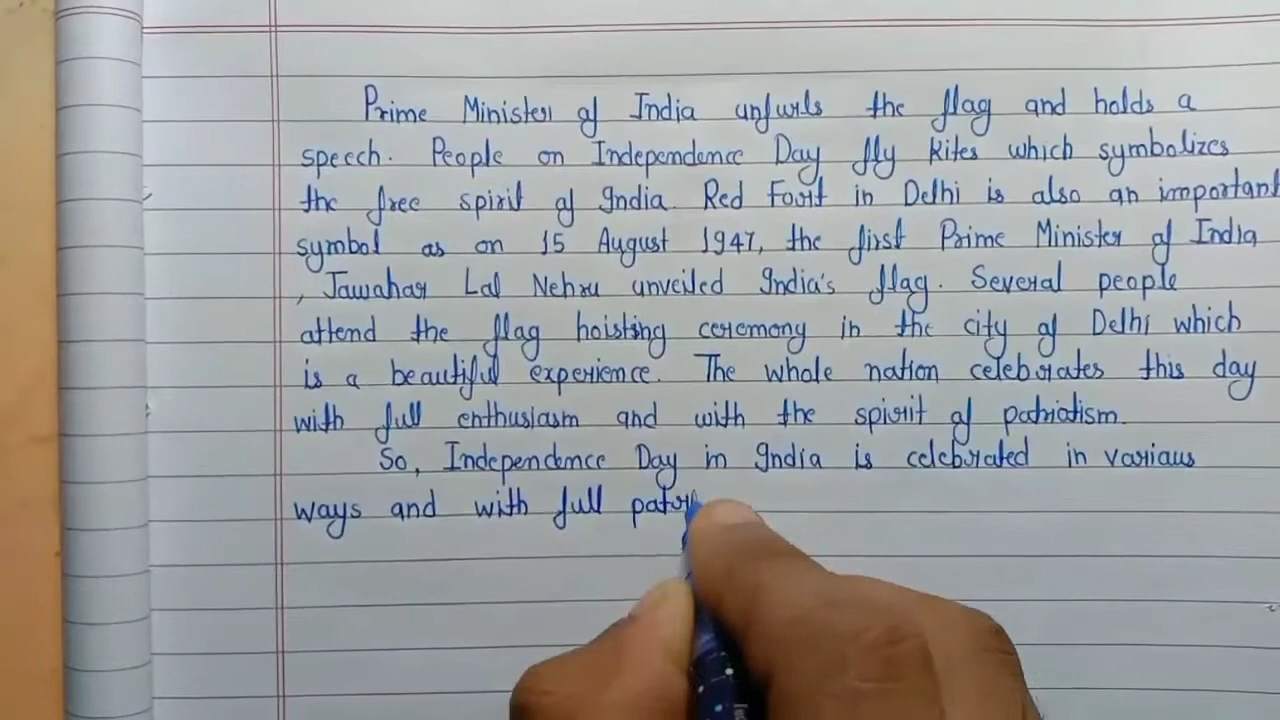 Prime Minister of India unfurls the flag and holds a
speech. People on Independence Day fly kites which symbolizes
the free spirit of India. Red Fort in Delhi is also an important
symbol as on 15 August 1947, the first Prime Minister of India
, Jawahar Lal Nehru unveiled India's flag. Several people
attend the flag hoisting ceremony in the city of Delhi which
is a beautiful experience. The whole nation celebrates this day
with full enthusiasm and with the spirit of patriotism.
So, Independence Day in India is celebrated in various
ways and with full patri